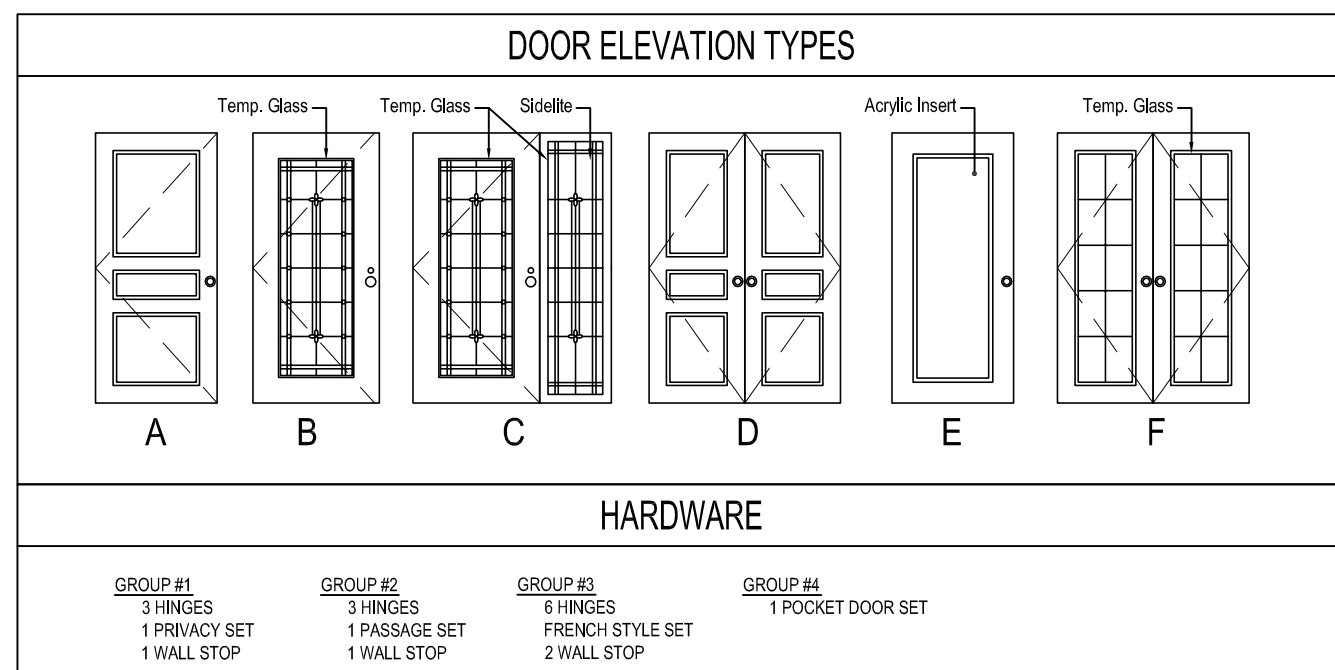 DOOR ELEVATION TYPES
Temp. Glass
Temp. Glass
Sidelite
Acrylic Insert
Temp. Glass
A
B
C
D
E
F
HARDWARE
GROUP #1
3 HINGES
1 PRIVACY SET
1 WALL STOP
GROUP #2
3 HINGES
1 PASSAGE SET
1 WALL STOP
GROUP #3
6 HINGES
FRENCH STYLE SET
2 WALL STOP
GROUP #4
1 POCKET DOOR SET